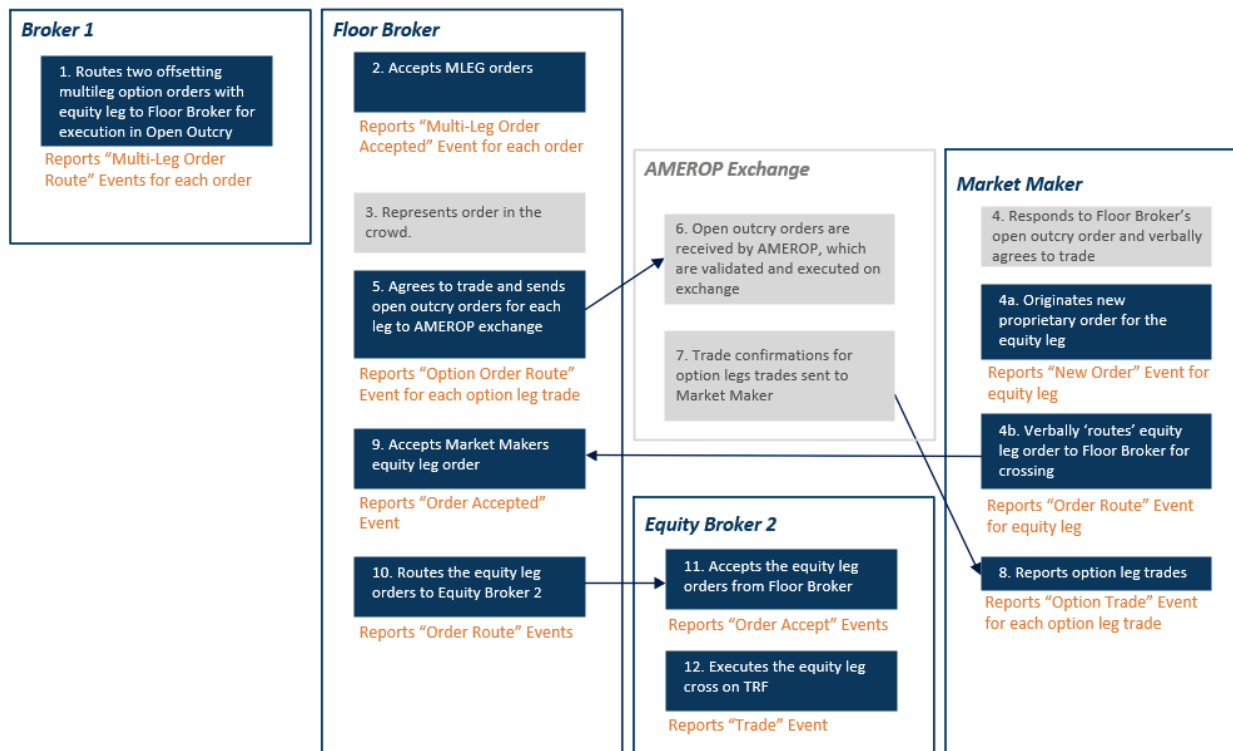 Broker 1
1. Routes two offsetting
multileg option orders with
equity leg to Floor Broker for
execution in Open Outcry
Reports “Multi-Leg Order
Route” Events for each order
Floor Broker
2. Accepts MLEG orders
Reports “Multi-Leg Order
Accepted” Event for each order
3. Represents order in the
crowd.
5. Agrees to trade and sends
open outcry orders for each
leg to AMEROP exchange
Reports “Option Order Route”
Event for each option leg trade
9. Accepts Market Makers
equity leg order
Reports “Order Accepted”
Event
10. Routes the equity leg
orders to Equity Broker 2
Reports “Order Route” Events
AMEROP Exchange
6. Open outcry orders are
received by AMEROP, which
are validated and executed on
exchange
7. Trade confirmations for
option legs trades sent to
Market Maker
Equity Broker 2
11. Accepts the equity leg
orders from Floor Broker
Reports “Order Accept” Events
12. Executes the equity leg
cross on TRF
Reports “Trade” Event
Market Maker
4. Responds to Floor Broker’s
open outcry order and verbally
agrees to trade
4a. Originates new
proprietary order for the
equity leg
Reports “New Order” Event for
equity leg
4b. Verbally ‘routes’ equity
leg order to Floor Broker for
crossing
Reports “Order Route” Event
for equity leg
8. Reports option leg trades
Reports “Option Trade” Event
for each option leg trade